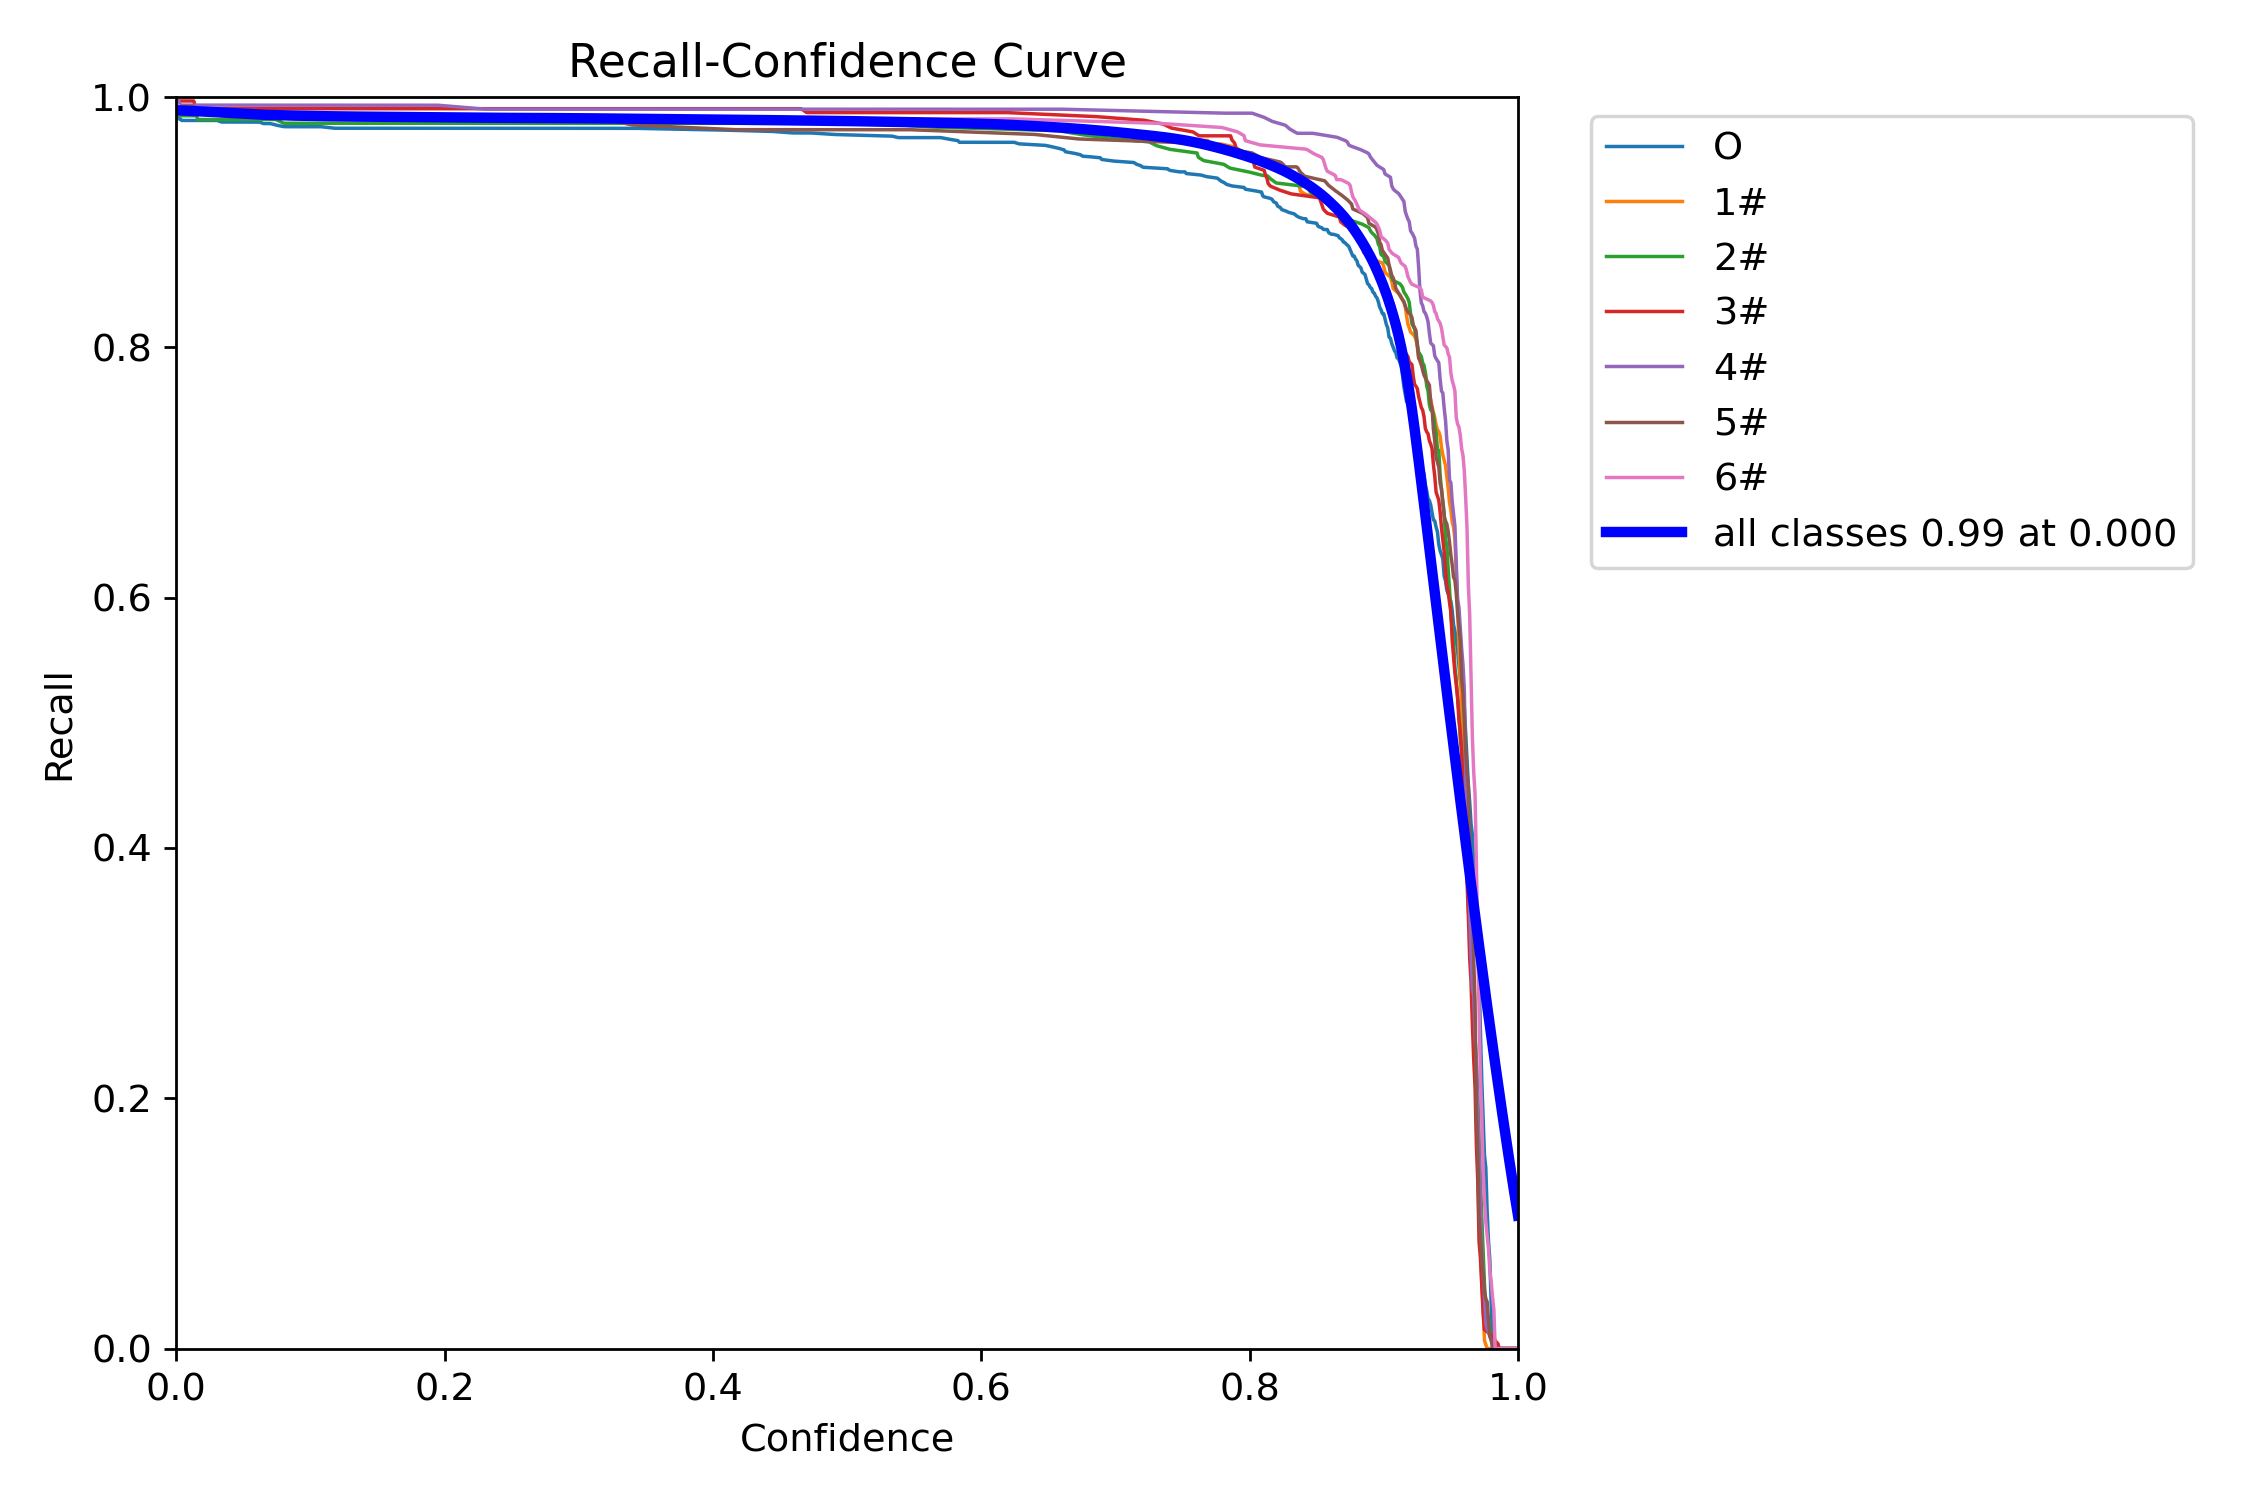 Recall-Confidence Curve
1.0
0.8
0.6
0.4
0.2
0.0
Recall
0.0 0.2 0.4 0.6 0.8 1.0
Confidence
O
1#
2#
3#
4#
5#
6#
all classes 0.99 at 0.000